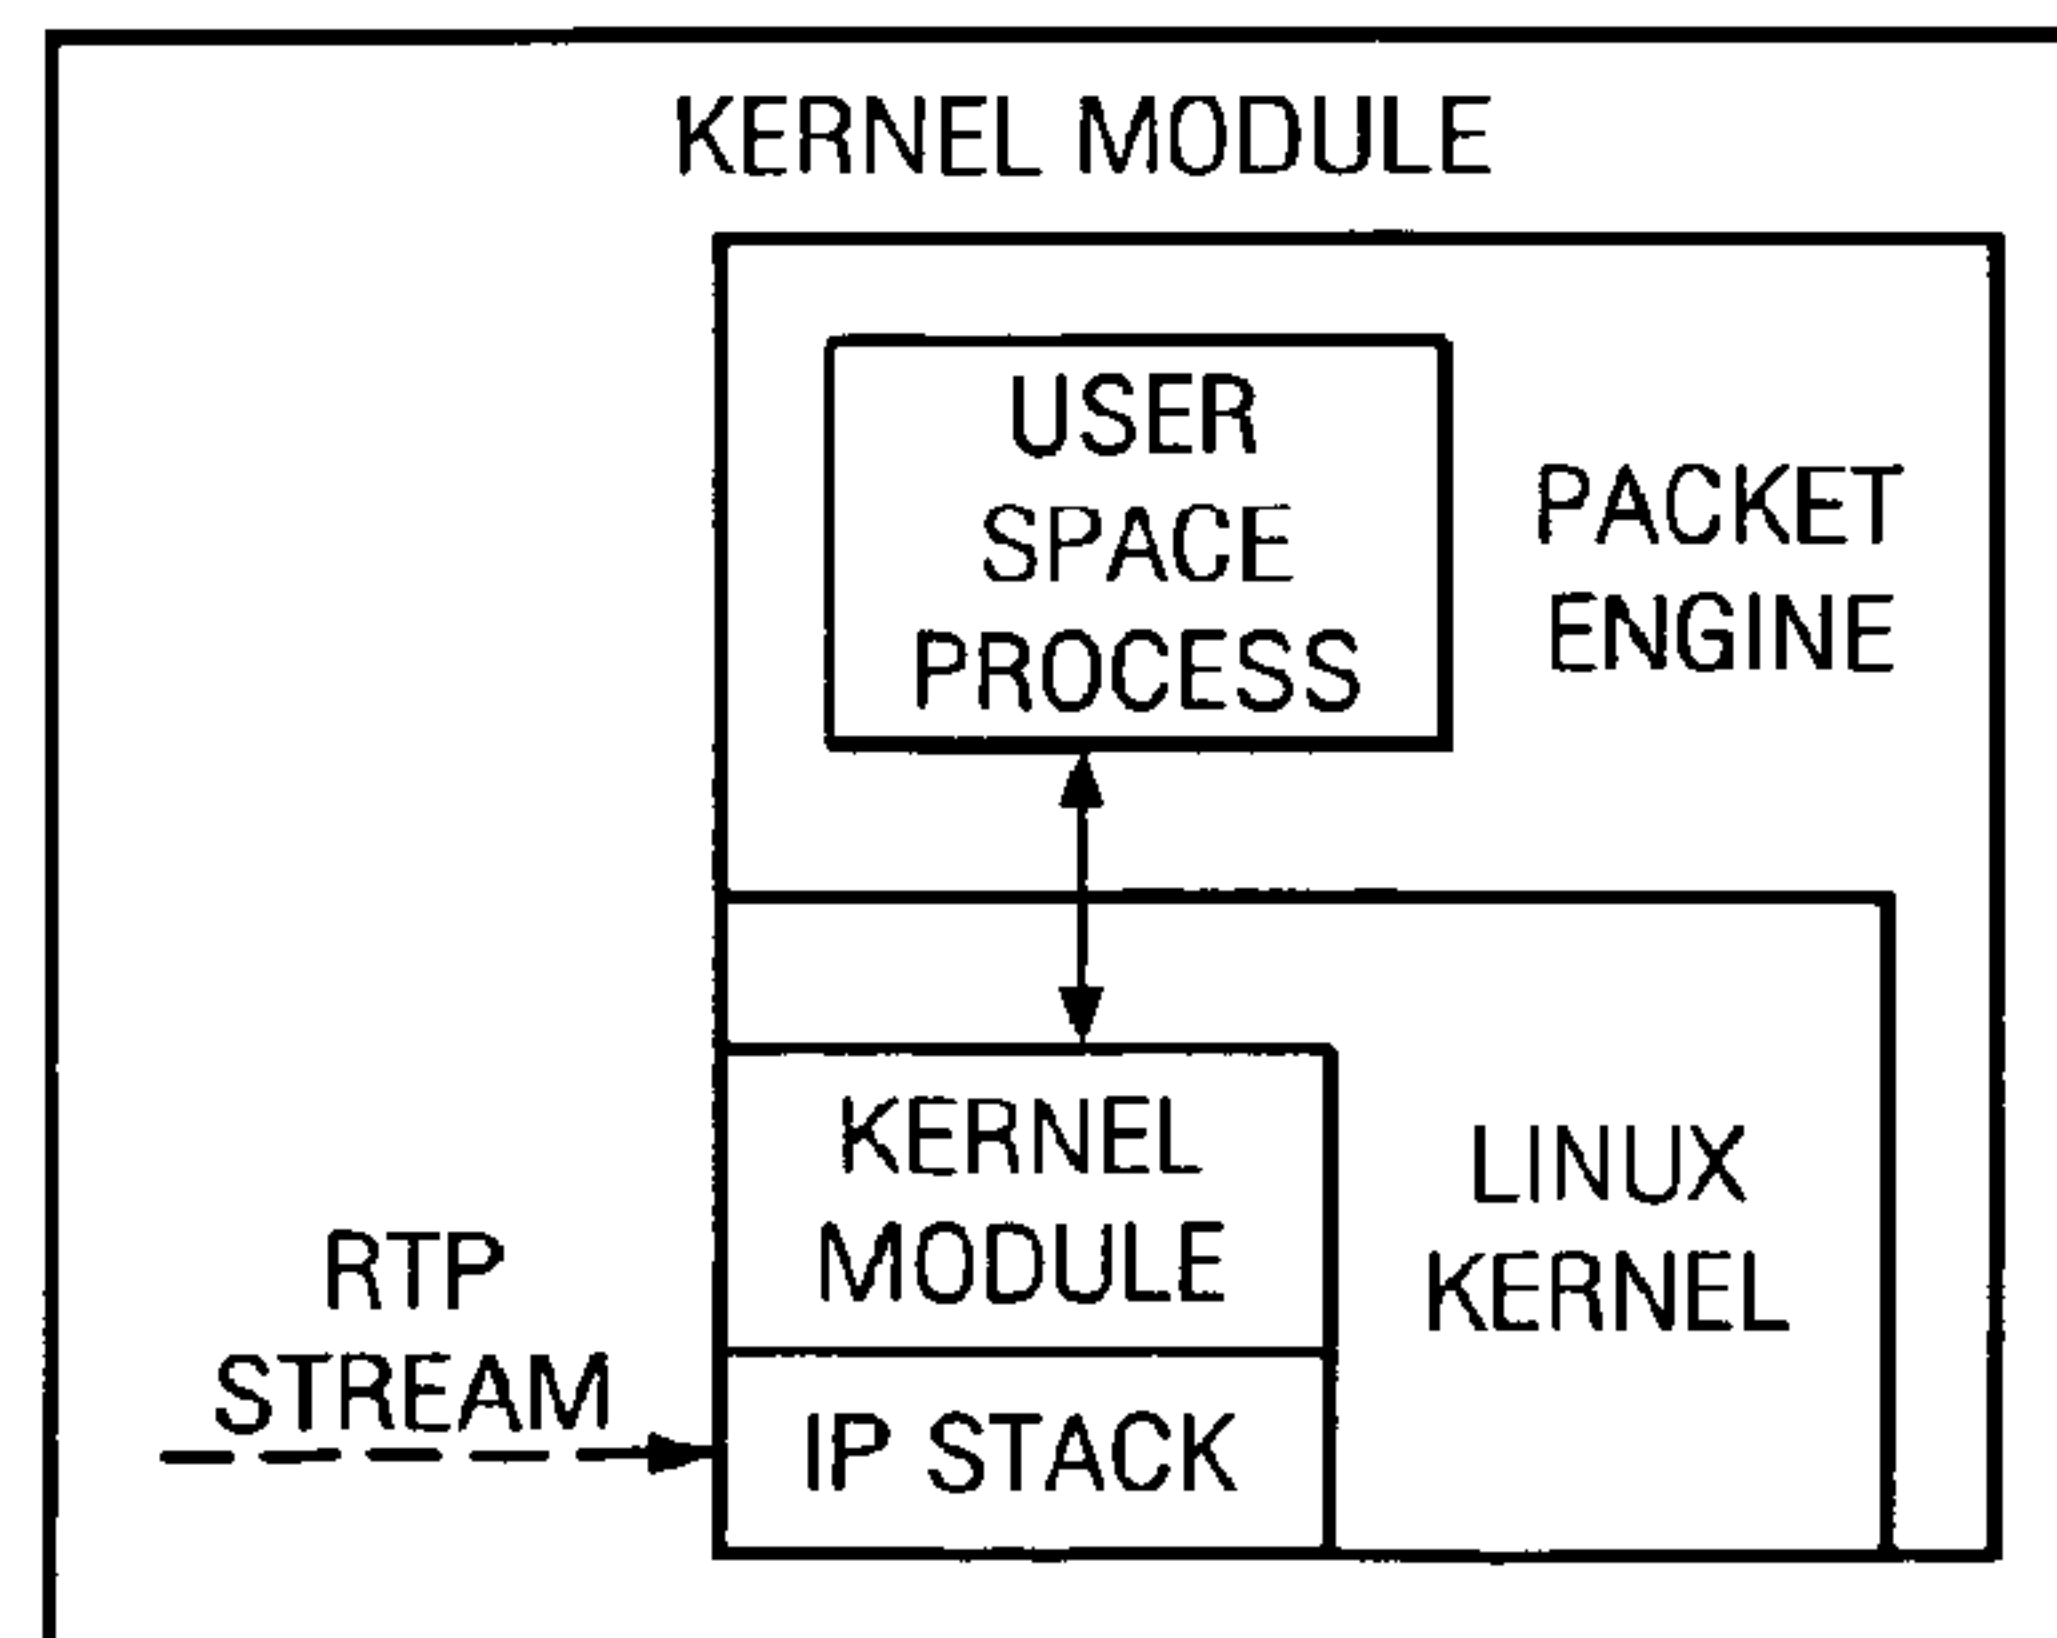 KERNEL MODULE
USER
SPACE
PROCESS
PACKET
ENGINE
KERNEL
MODULE
LINUX
KERNEL
RTP
STREAM
IP STACK